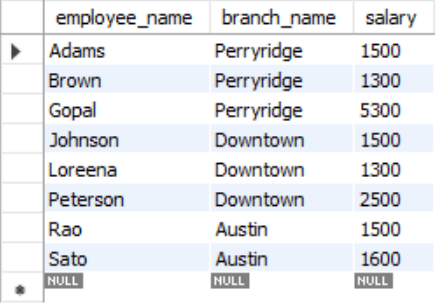 employee_name branch_name salary
Adams Perryridge 1500
Brown Perryridge 1300
Gopal Perryridge 5300
Johnson Downtown 1500
Loreena Downtown 1300
Peterson Downtown 2500
Rao Austin 1500
Sato Austin 1600
NULL NULL NULL